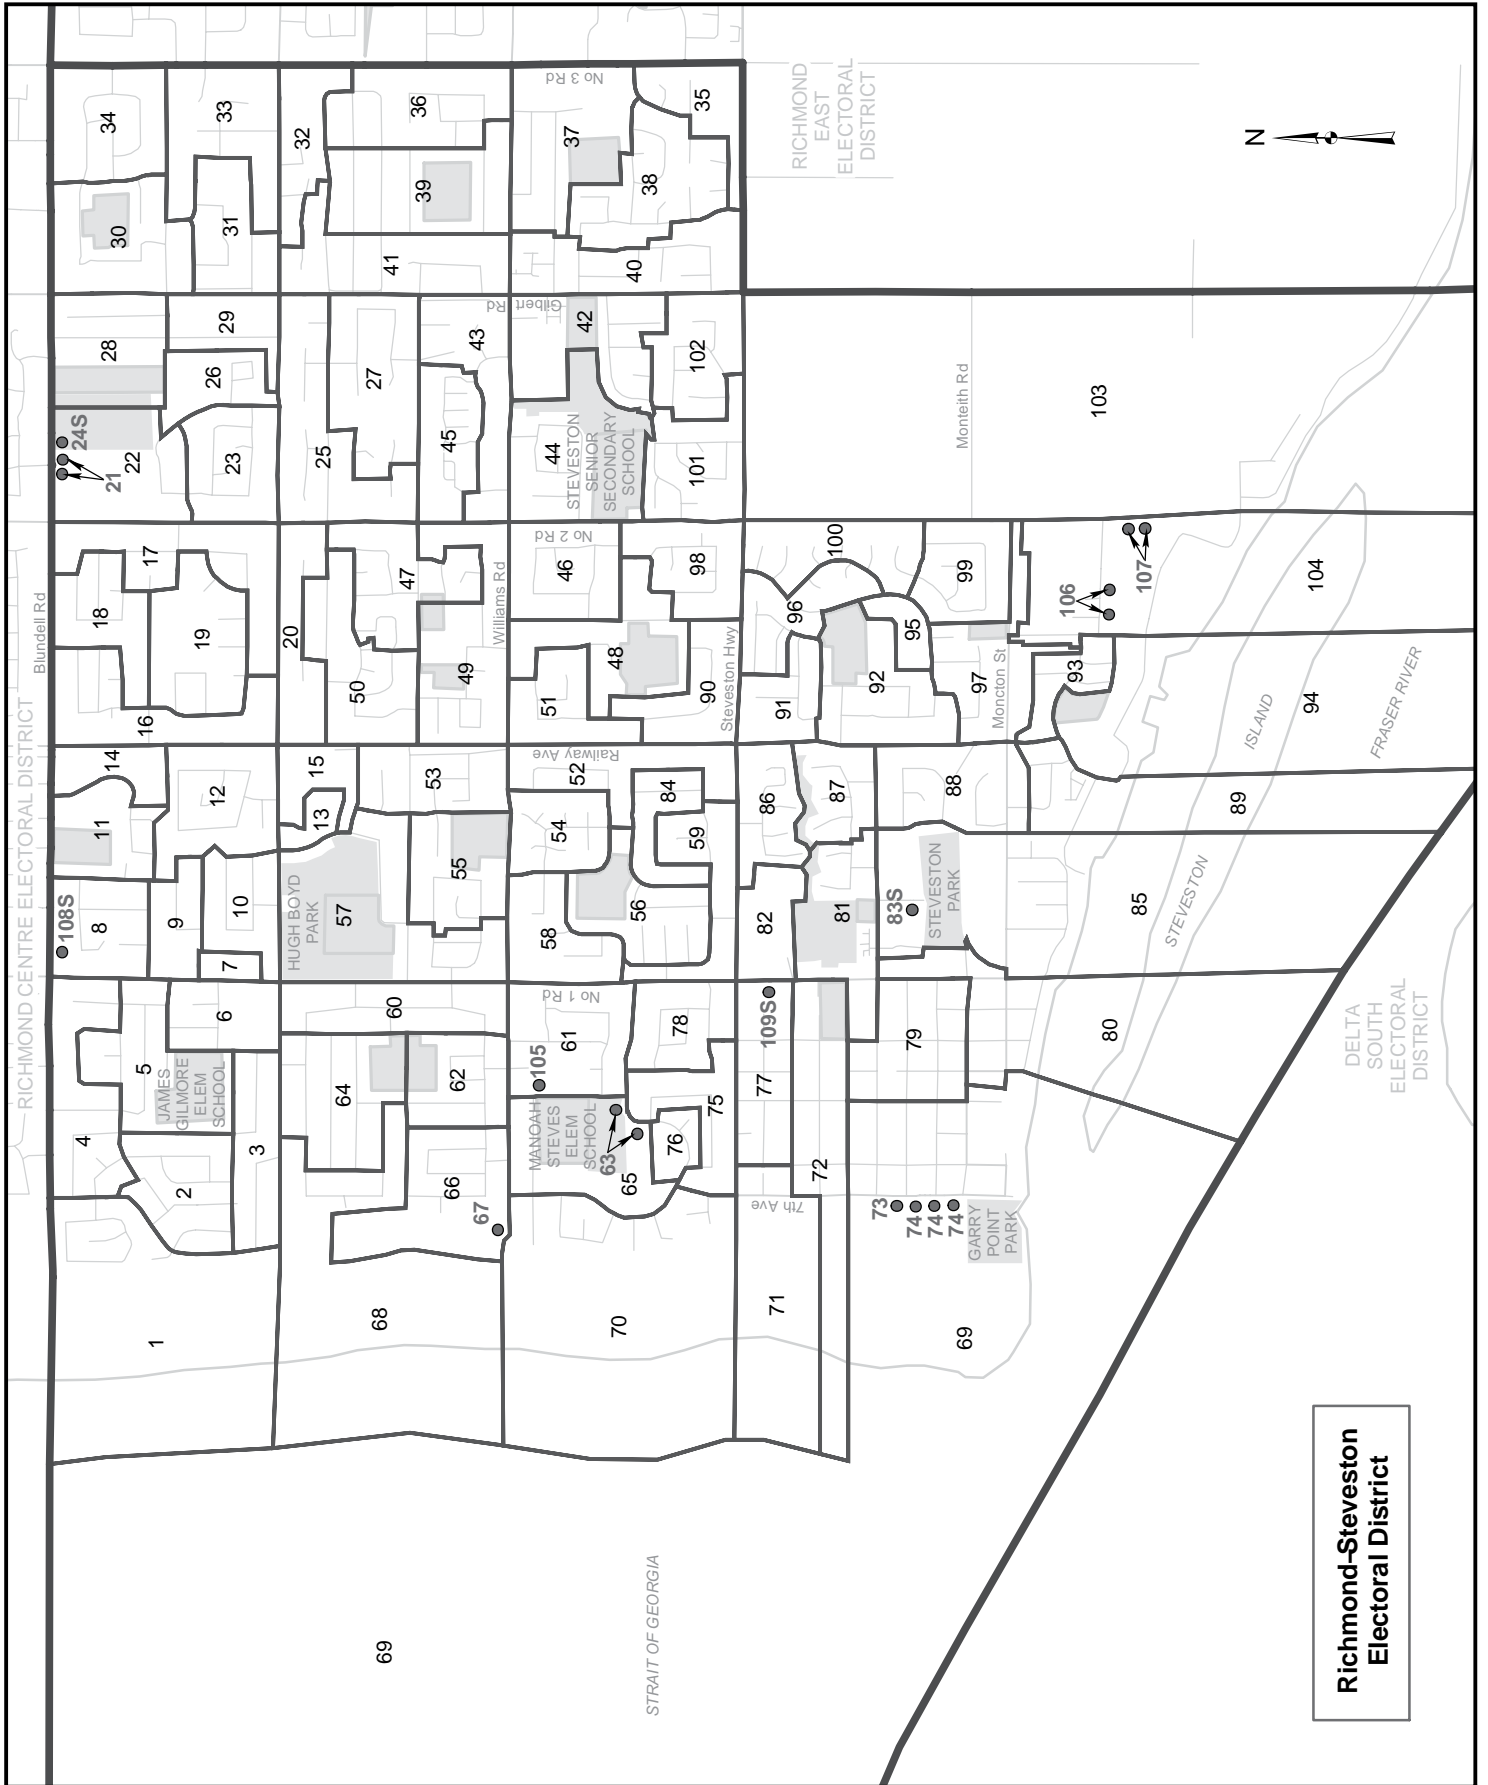 RICHMOND CENTRE ELECTORAL DISTRICT
Blundell Rd
34
33
32
36
No 3 Rd
37
35
38
39
30
31
41
40
RICHMOND
EAST
ELECTORAL
DISTRICT
N
28
29
26
24S
21
22
23
25
27
43
45
Gilbert Rd
42
44
STEVESTON
SENIOR
SECONDARY
SCHOOL
102
101
Monteith Rd
103
17
18
19
16
20
47
50
49
Williams Rd
No 2 Rd
46
48
51
98
90
Steveston Hwy
100
99
96
95
92
91
97
Moncton St
93
106
107
104
94
ISLAND
FRASER RIVER
14
11
12
15
13
53
Railway Ave
52
54
84
59
86
87
88
89
108S
8
9
10
7
HUGH BOYD
PARK
57
55
58
56
82
81
83S
STEVESTON
PARK
85
STEVESTON
4
5
6
JAMES
GILMORE
ELEM
SCHOOL
3
2
60
64
62
66
67
No 1 Rd
61
105
MANOAH
STEVES
ELEM
SCHOOL
63
65
78
75
76
109S
77
72
7th Ave
79
80
73
74
74
74
GARRY
POINT
PARK
DELTA
SOUTH
ELECTORAL
DISTRICT
1
68
70
71
69
69
STRAIT OF GEORGIA
Richmond-Steveston
Electoral District